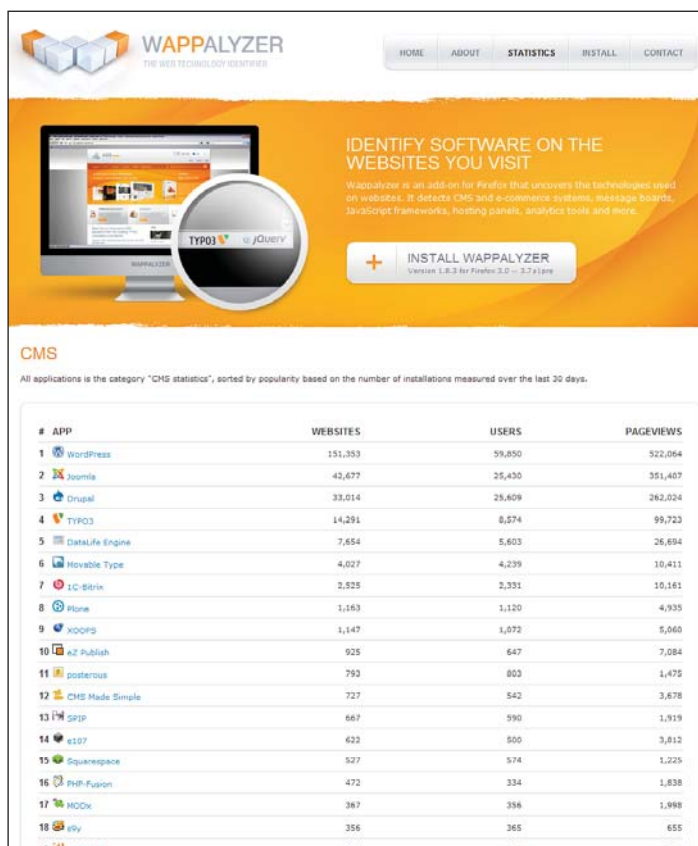 WAPPALYZER
THE WEB TECHNOLOGY IDENTIFIER
HOME ABOUT STATISTICS INSTALL CONTACT
IDENTIFY SOFTWARE ON THE
WEBSITES YOU VISIT
Wappalyzer is an add-on for Firefox that uncovers the technologies used
on websites. It detects CMS and e-commerce systems, message boards,
JavaScript frameworks, hosting panels, analytics tools and more.
TYPO3 jQuery
WAPPALYZER
+ INSTALL WAPPALYZER
Version 1.8.3 for Firefox 3.0 — 3.7a1pre
CMS
All applications is the category "CMS statistics", sorted by popularity based on the number of installations measured over the last 30 days.
# APP WEBSITES USERS PAGEVIEWS
1 WordPress 151,353 59,850 522,064
2 Joomla 42,677 25,430 351,407
3 Drupal 33,014 25,609 262,024
4 TYPO3 14,291 8,574 99,723
5 DataLife Engine 7,654 5,603 26,694
6 Movable Type 4,027 4,239 10,411
7 1C-Bitrix 2,525 2,331 10,161
8 Plone 1,163 1,120 4,935
9 XOOPS 1,147 1,072 5,060
10 eZ Publish 925 647 7,084
11 posterous 793 803 1,475
12 CMS Made Simple 727 542 3,678
13 SPIP 667 590 1,919
14 e107 622 500 3,812
15 Squarespace 527 574 1,225
16 PHP-Fusion 472 334 1,838
17 MODx 367 356 1,998
18 s9y 356 365 655